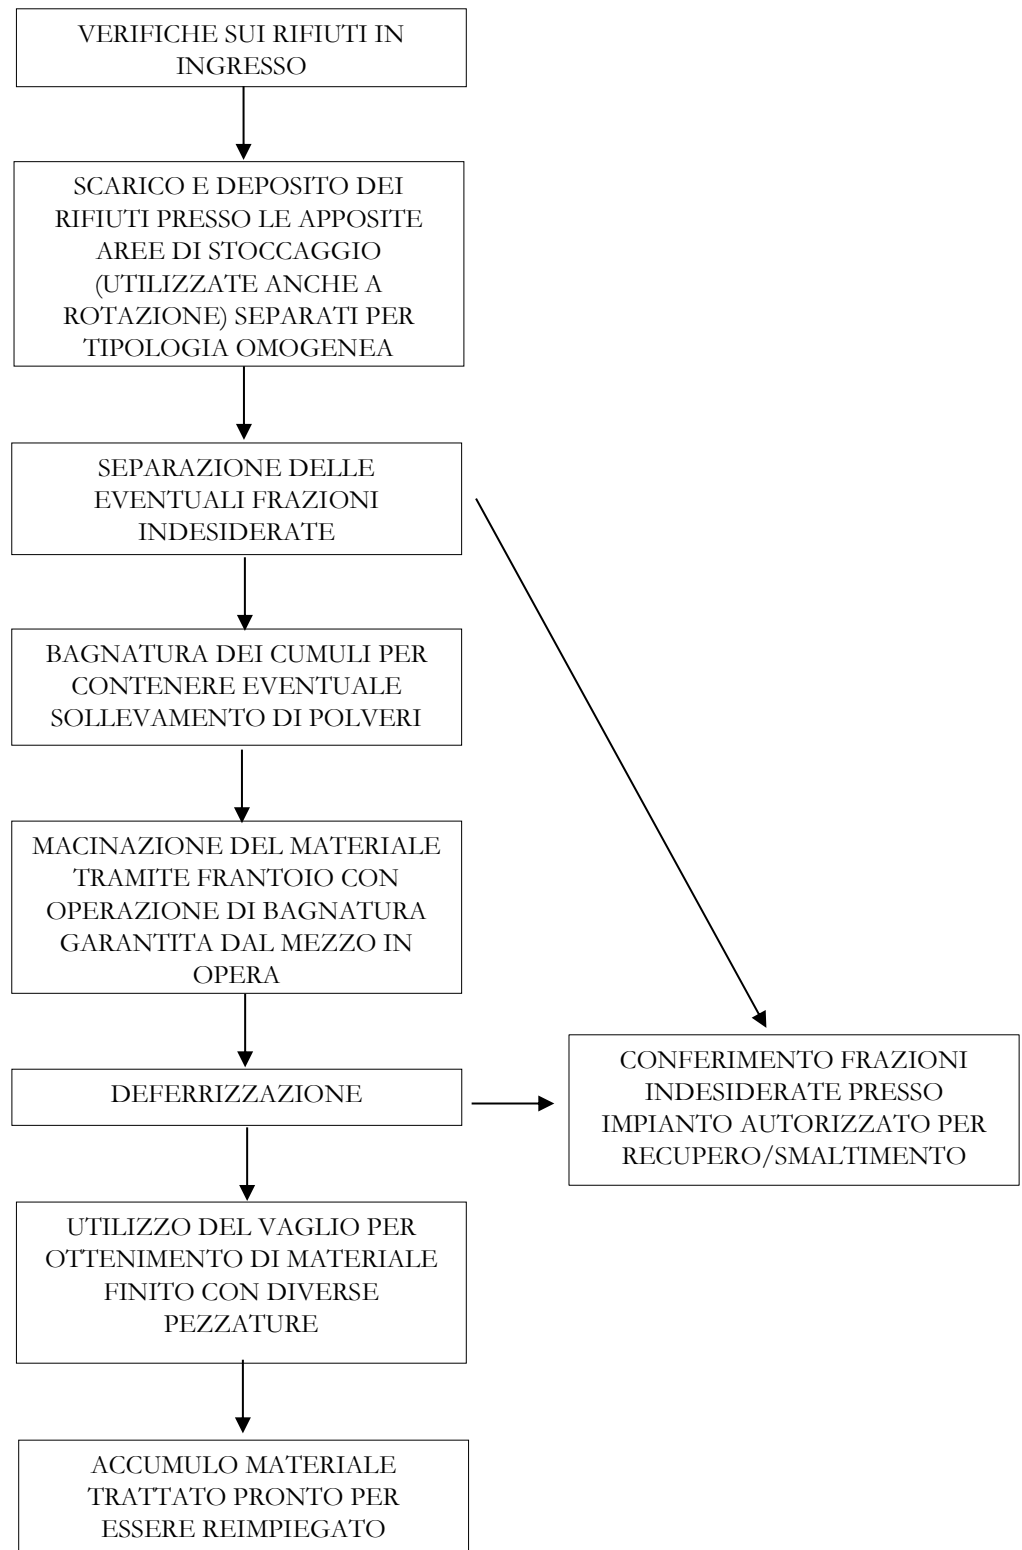 VERIFICHE SUI RIFIUTI IN
INGRESSO
SCARICO E DEPOSITO DEI
RIFIUTI PRESSO LE APPOSITE
AREE DI STOCCAGGIO
(UTILIZZATE ANCHE A
ROTAZIONE) SEPARATI PER
TIPOLOGIA OMOGENEA
SEPARAZIONE DELLE
EVENTUALI FRAZIONI
INDESIDERATE
BAGNATURA DEI CUMULI PER
CONTENERE EVENTUALE
SOLLEVAMENTO DI POLVERI
MACINAZIONE DEL MATERIALE
TRAMITE FRANTOIO CON
OPERAZIONE DI BAGNATURA
GARANTITA DAL MEZZO IN
OPERA
DEFERRIZZAZIONE
CONFERIMENTO FRAZIONI
INDESIDERATE PRESSO
IMPIANTO AUTORIZZATO PER
RECUPERO/SMALTIMENTO
UTILIZZO DEL VAGLIO PER
OTTENIMENTO DI MATERIALE
FINITO CON DIVERSE
PEZZATURE
ACCUMULO MATERIALE
TRATTATO PRONTO PER
ESSERE REIMPIEGATO